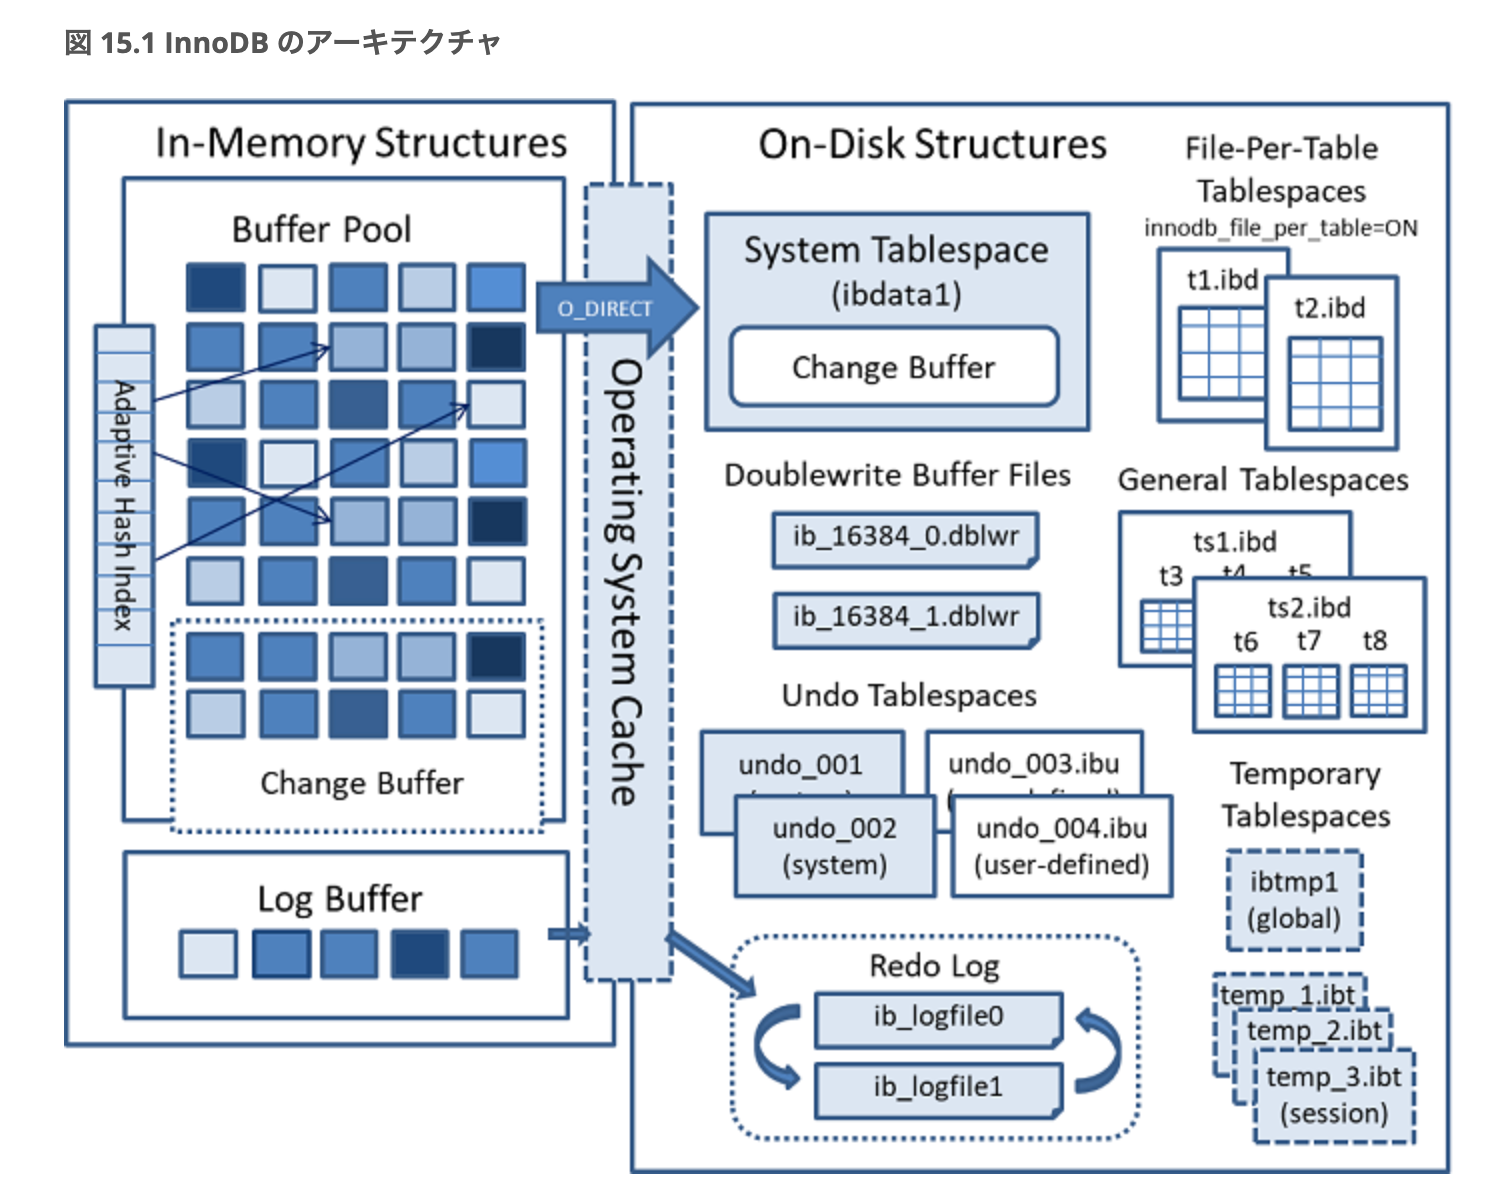 図 15.1 InnoDB のアーキテクチャ
In-Memory Structures
Buffer Pool
Adaptive Hash Index
Change Buffer
Log Buffer
O_DIRECT
Operating System Cache
On-Disk Structures
System Tablespace
(ibdata1)
Change Buffer
Doublewrite Buffer Files
ib_16384_0.dblwr
ib_16384_1.dblwr
Undo Tablespaces
undo_001
undo_002
(system)
undo_003.ibu
undo_004.ibu
(user-defined)
Redo Log
ib_logfile0
ib_logfile1
File-Per-Table
Tablespaces
innodb_file_per_table=ON
t1.ibd
t2.ibd
General Tablespaces
ts1.ibd
t3 t4 t5
ts2.ibd
t6 t7 t8
Temporary
Tablespaces
ibtmp1
(global)
temp_1.ibt
temp_2.ibt
temp_3.ibt
(session)